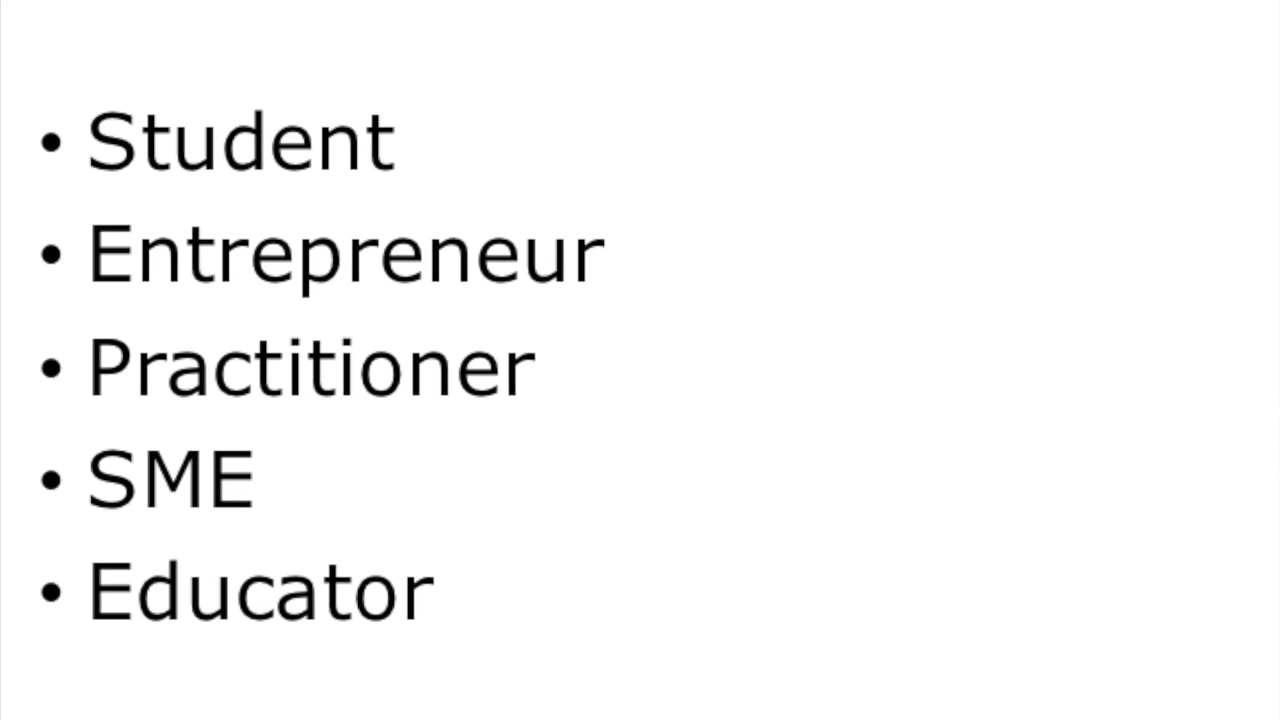 • Student
• Entrepreneur
• Practitioner
• SME
• Educator